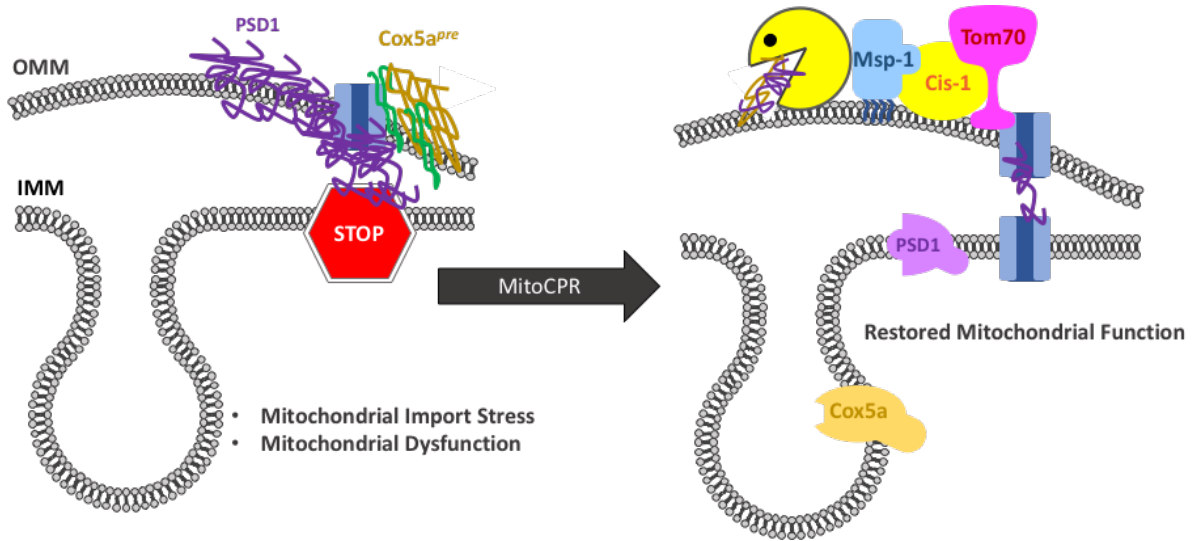 PSD1
Cox5apre
OMM
IMM
STOP
• Mitochondrial Import Stress
• Mitochondrial Dysfunction
MitoCPR
Msp-1
Cis-1
Tom70
PSD1
Restored Mitochondrial Function
Cox5a